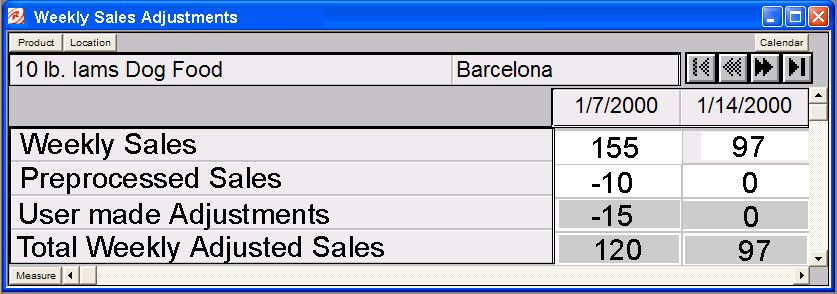 Weekly Sales Adjustments
Product Location Calendar
10 lb. Iams Dog Food Barcelona
1/7/2000 1/14/2000
Weekly Sales 155 97
Preprocessed Sales -10 0
User made Adjustments -15 0
Total Weekly Adjusted Sales 120 97
Measure